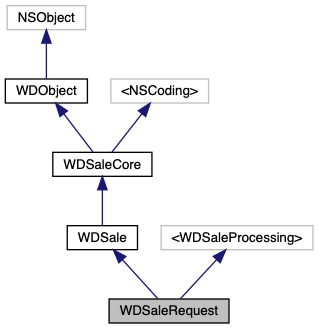 NSObject
WDObject
<NSCoding>
WDSaleCore
WDSale
<WDSaleProcessing>
WDSaleRequest